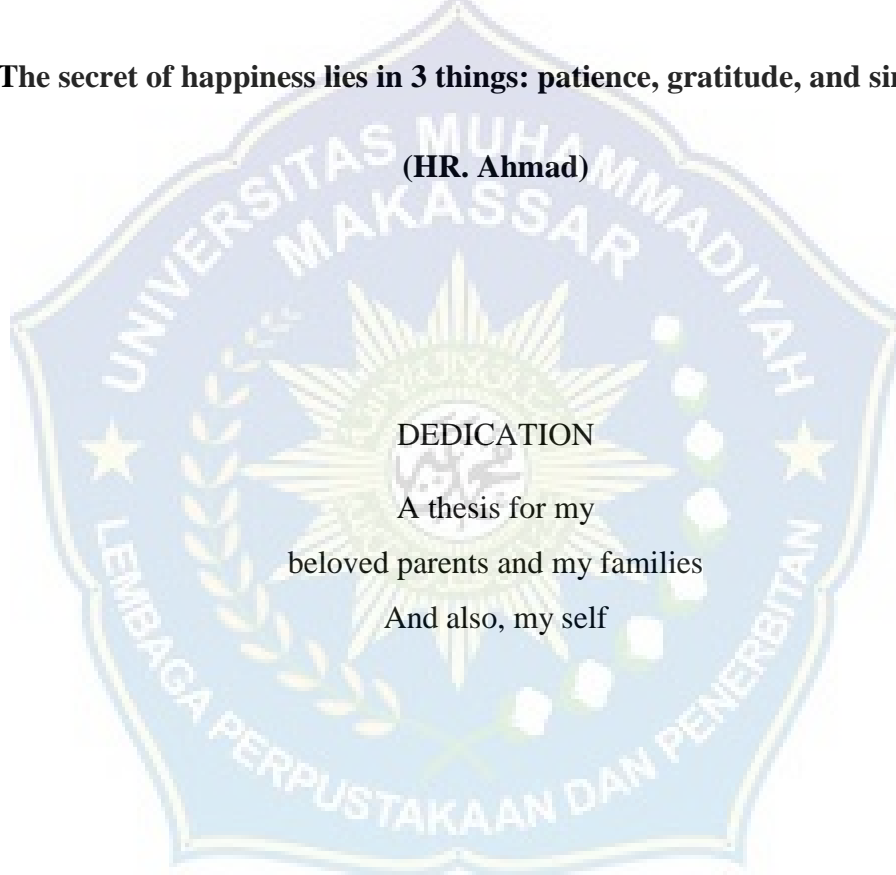 The secret of happiness lies in 3 things: patience, gratitude, and
(HR. Ahmad)
UNIVERSITAS MUHAMMADIYAH
MAKASSAR
DEDICATION
A thesis for my
beloved parents and my families
And also, my self
LEMBAGA PERPUSTAKAAN DAN PENERBITAN